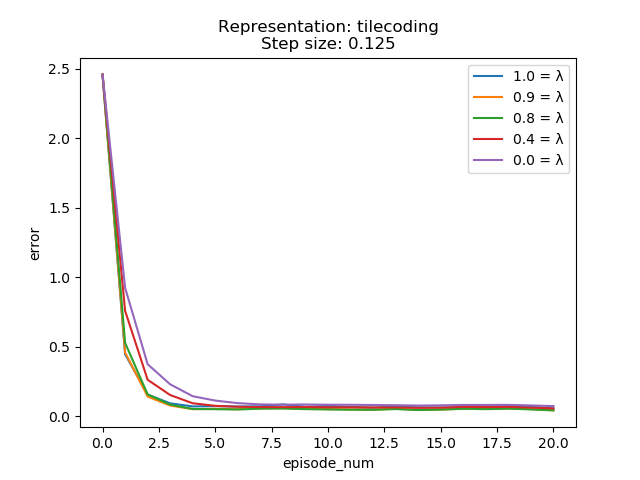 Representation: tilecoding
Step size: 0.125
2.5
2.0
1.5
1.0
0.5
0.0
error
1.0 = λ
0.9 = λ
0.8 = λ
0.4 = λ
0.0 = λ
0.0 2.5 5.0 7.5 10.0 12.5 15.0 17.5 20.0
episode_num